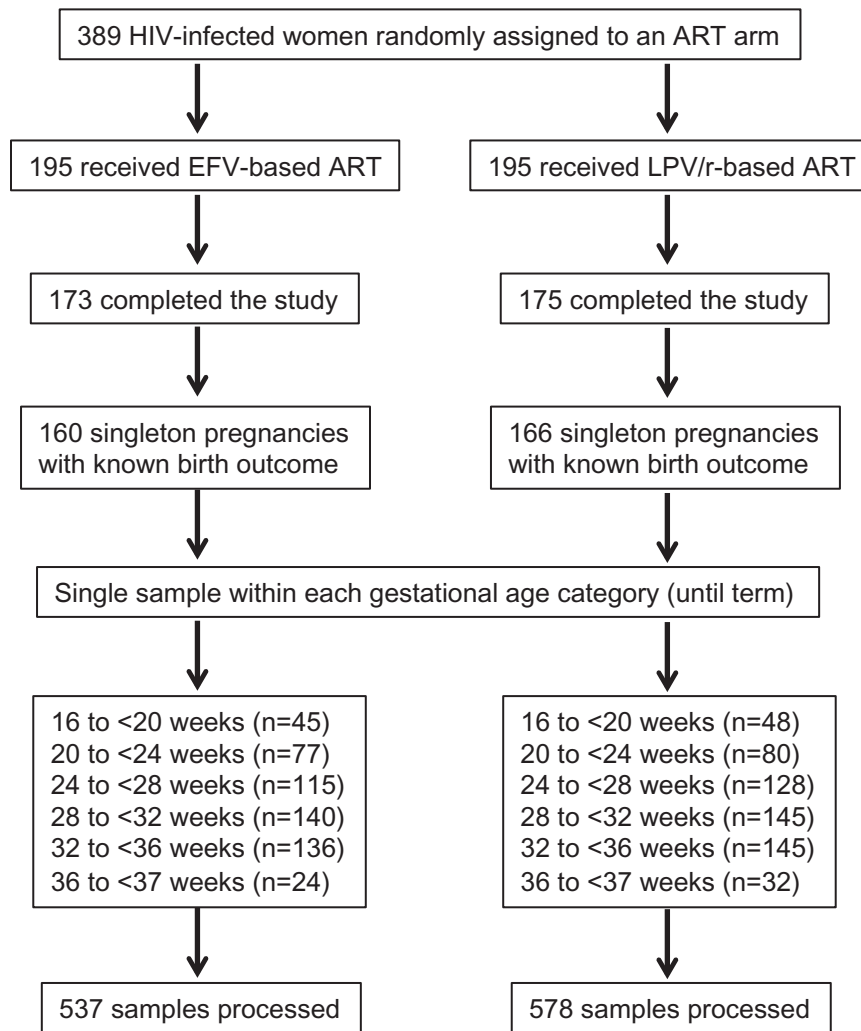 389 HIV-infected women randomly assigned to an ART arm
195 received EFV-based ART
195 received LPV/r-based ART
173 completed the study
175 completed the study
160 singleton pregnancies
with known birth outcome
166 singleton pregnancies
with known birth outcome
Single sample within each gestational age category (until term)
16 to <20 weeks (n=45)
20 to <24 weeks (n=77)
24 to <28 weeks (n=115)
28 to <32 weeks (n=140)
32 to <36 weeks (n=136)
36 to <37 weeks (n=24)
16 to <20 weeks (n=48)
20 to <24 weeks (n=80)
24 to <28 weeks (n=128)
28 to <32 weeks (n=145)
32 to <36 weeks (n=145)
36 to <37 weeks (n=32)
537 samples processed
578 samples processed